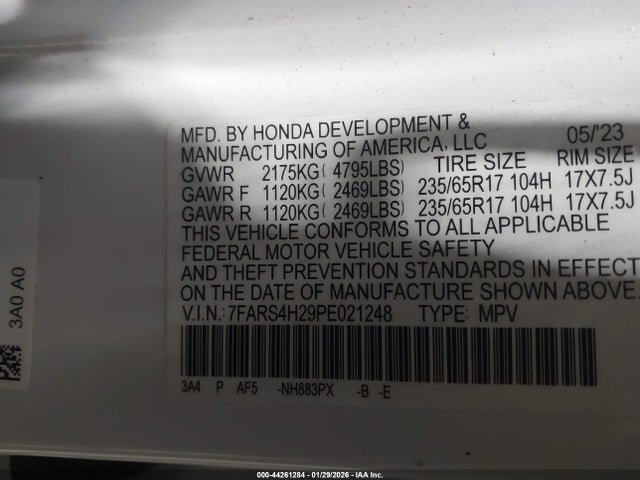 MFD. BY HONDA DEVELOPMENT &
MANUFACTURING OF AMERICA, LLC 05/'23
GVWR 2175KG( 4795LBS) TIRE SIZE RIM SIZE
GAWR F 1120KG( 2469LBS) 235/65R17 104H 17X7.5J
GAWR R 1120KG( 2469LBS) 235/65R17 104H 17X7.5J
THIS VEHICLE CONFORMS TO ALL APPLICABLE
FEDERAL MOTOR VEHICLE SAFETY
AND THEFT PREVENTION STANDARDS IN EFFECT
ON THE DATE OF MANUFACTURE SHOWN ABOVE.
V.I.N.: 7FARS4H29PE021248 TYPE: MPV
3A4 P AF5 -NH883PX -B -E
3A0 A0
000-44261284 - 01/29/2026 - IAA Inc.